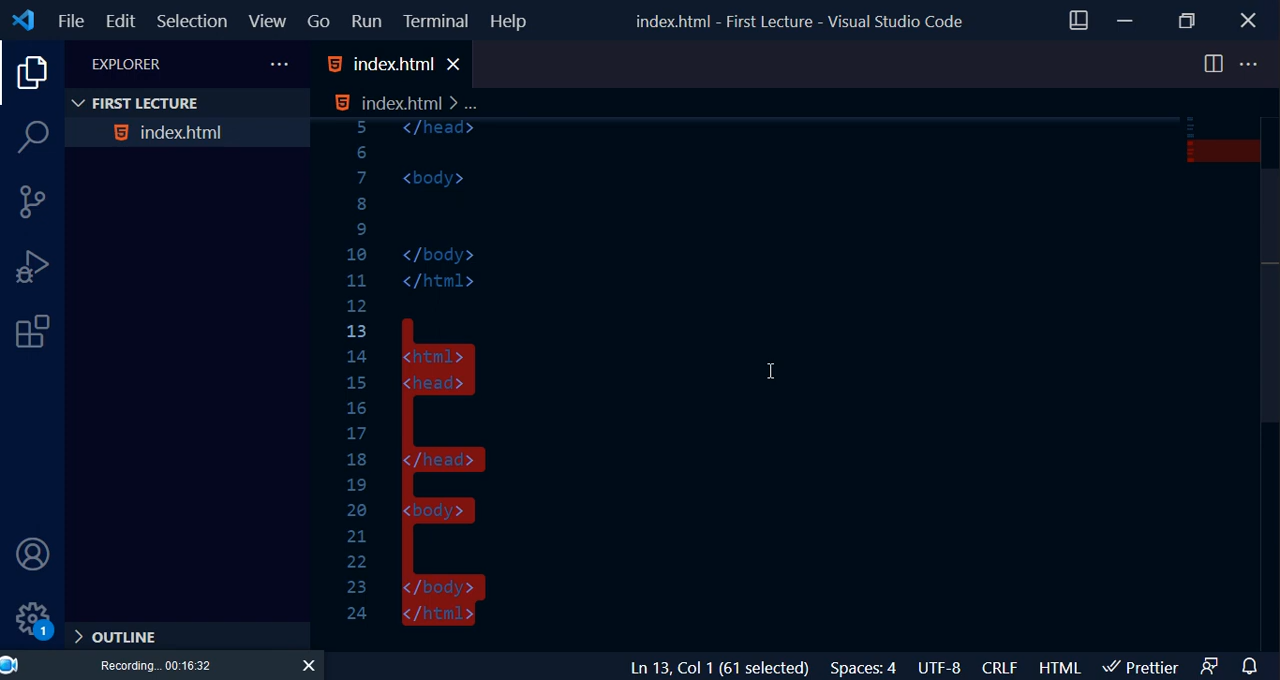 File Edit Selection View Go Run Terminal Help index.html - First Lecture - Visual Studio Code
EXPLORER ... index.html
FIRST LECTURE index.html > ...
index.html
5 </head>
6
7 <body>
8
9
10 </body>
11 </html>
12
13
14 <html>
15 <head>
16
17
18 </head>
19
20 <body>
21
22
23 </body>
24 </html>
1
OUTLINE
Recording... 00:16:32
Ln 13, Col 1 (61 selected) Spaces: 4 UTF-8 CRLF HTML Prettier